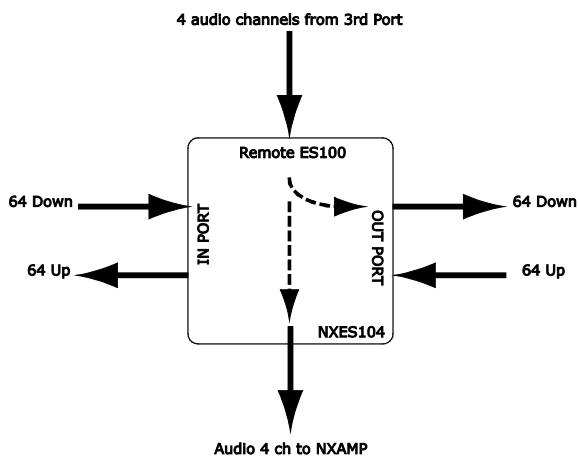 4 audio channels from 3rd Port
Remote ES100
64 Down
IN PORT
OUT PORT
64 Down
64 Up
64 Up
NXES104
Audio 4 ch to NXAMP